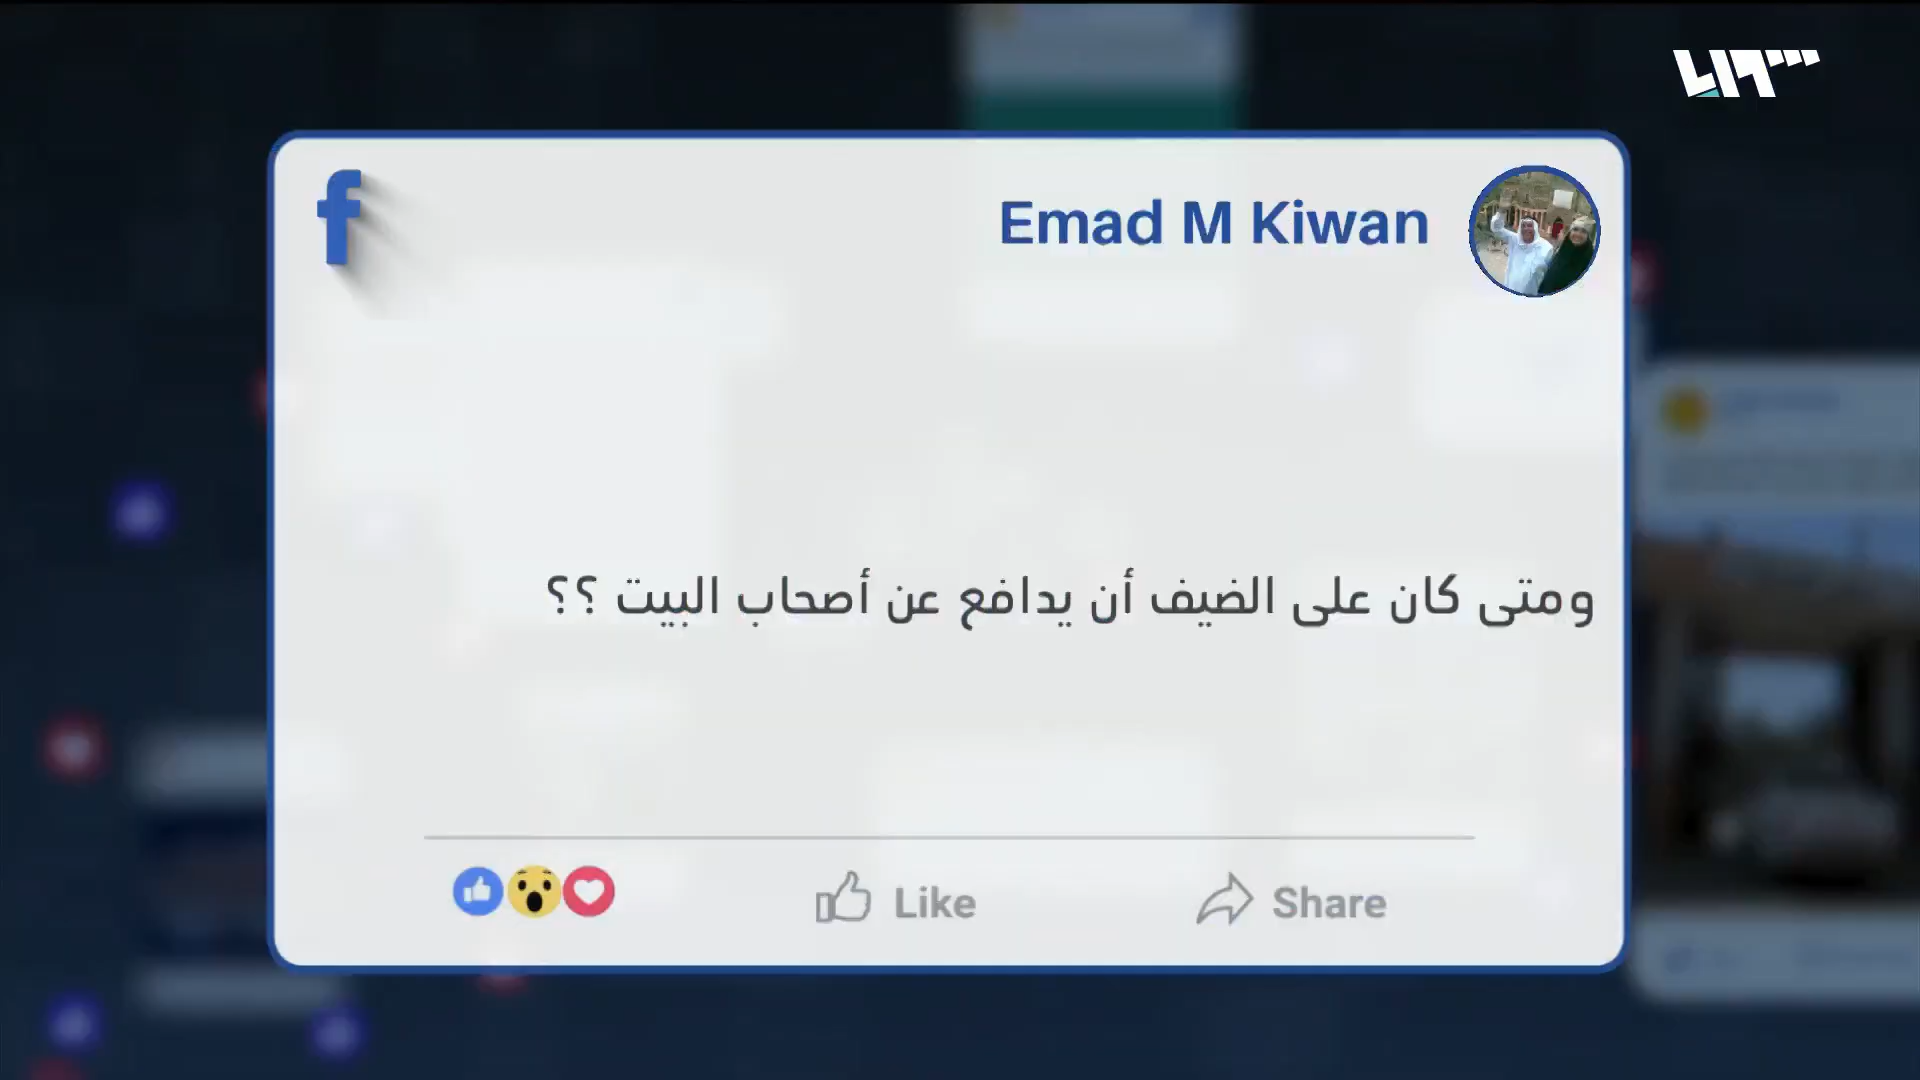 Emad M Kiwan
ومتى كان على الضيف أن يدافع عن أصحاب البيت ؟؟
Like
Share